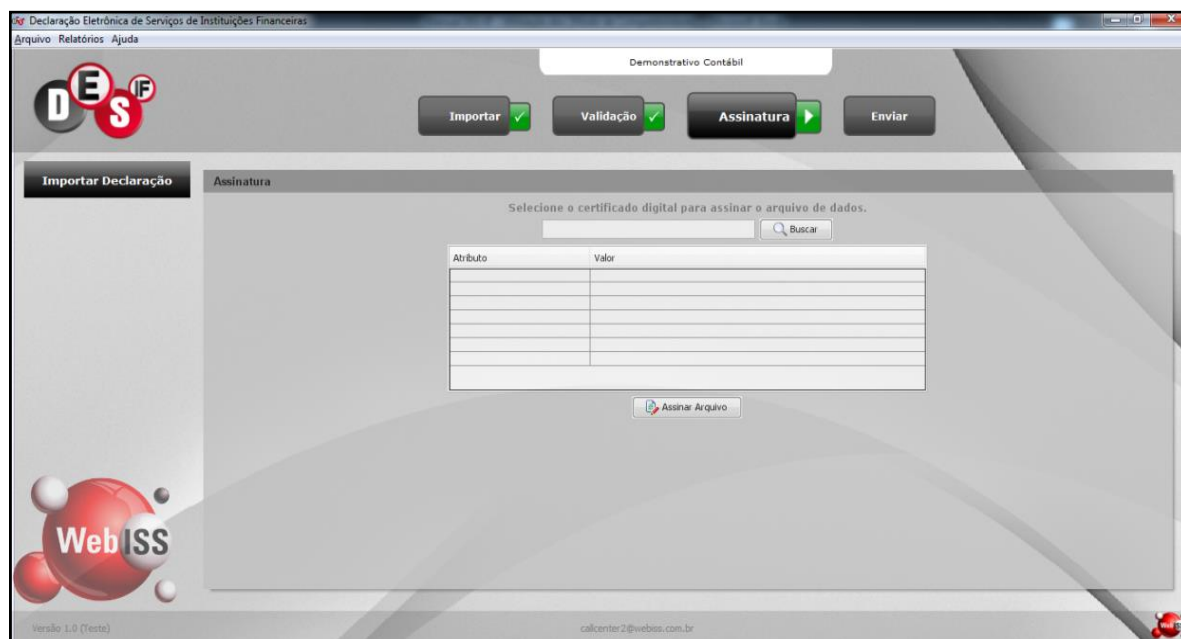 Declaração Eletrônica de Serviços de Instituições Financeiras
Arquivo Relatórios Ajuda
Demonstrativo Contábil
DES IF
Importar Validação Assinatura Enviar
Importar Declaração
Assinatura
Selecione o certificado digital para assinar o arquivo de dados.
Buscar
Atributo Valor
Assinar Arquivo
WebISS
Versão 1.0 (Teste) callcenter2@webiss.com.br